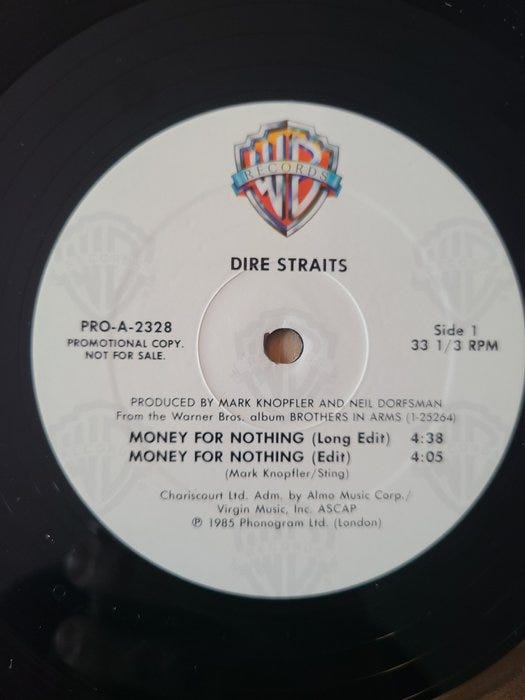 RECORDS
DIRE STRAITS
PRO-A-2328
PROMOTIONAL COPY.
NOT FOR SALE.
Side 1
33 1/3 RPM
PRODUCED BY MARK KNOPFLER AND NEIL DORFSMAN
From the Warner Bros. album BROTHERS IN ARMS (1-25264)
MONEY FOR NOTHING (Long Edit) 4:38
MONEY FOR NOTHING (Edit) 4:05
(Mark Knopfler/Sting)
Chariscourt Ltd. Adm. by Almo Music Corp./
Virgin Music, Inc. ASCAP
℗ 1985 Phonogram Ltd. (London)